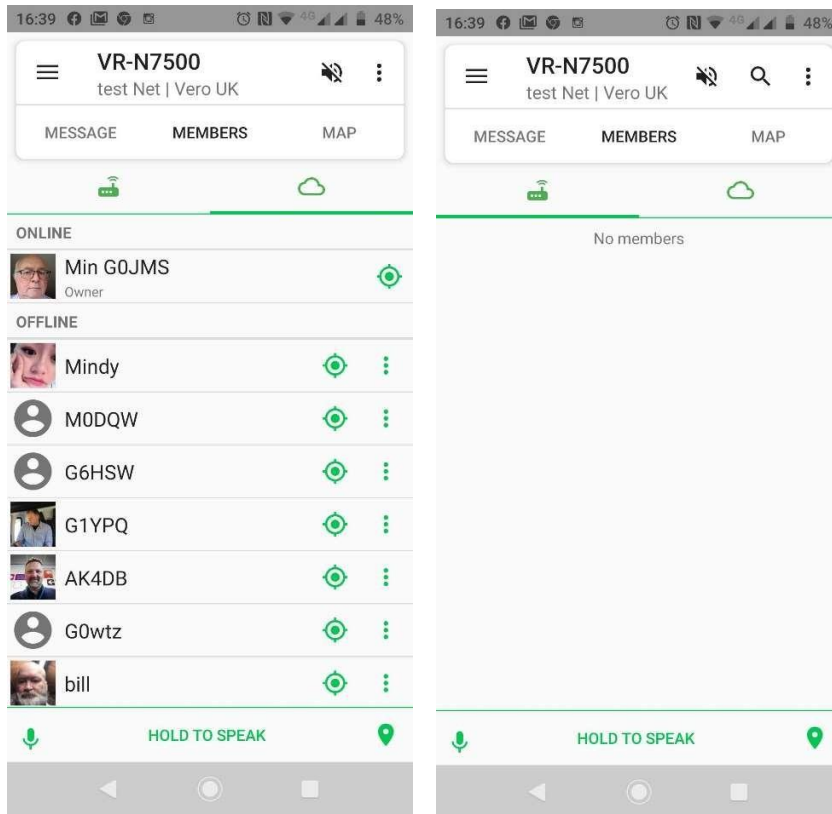 16:39 4G 48%
VR-N7500
test Net | Vero UK
MESSAGE MEMBERS MAP
ONLINE
Min G0JMS
Owner
OFFLINE
Mindy
M0DQW
G6HSW
G1YPQ
AK4DB
G0wtz
bill
HOLD TO SPEAK
16:39 4G 48%
VR-N7500
test Net | Vero UK
MESSAGE MEMBERS MAP
No members
HOLD TO SPEAK